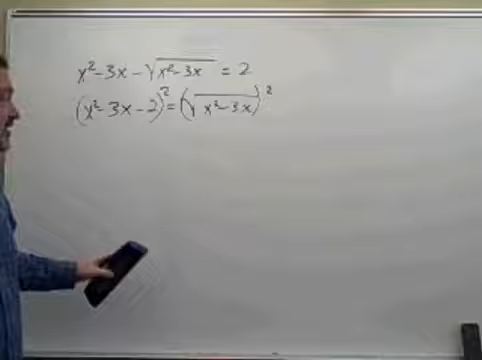 x² - 3x - √x² - 3x = 2
(x² - 3x - 2)² = (√x² - 3x)²